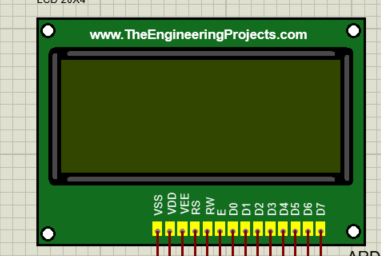 LCD 20X4
www.TheEngineeringProjects.com
VSS
VDD
VEE
RS
RW
E
D0
D1
D2
D3
D4
D5
D6
D7
ARD